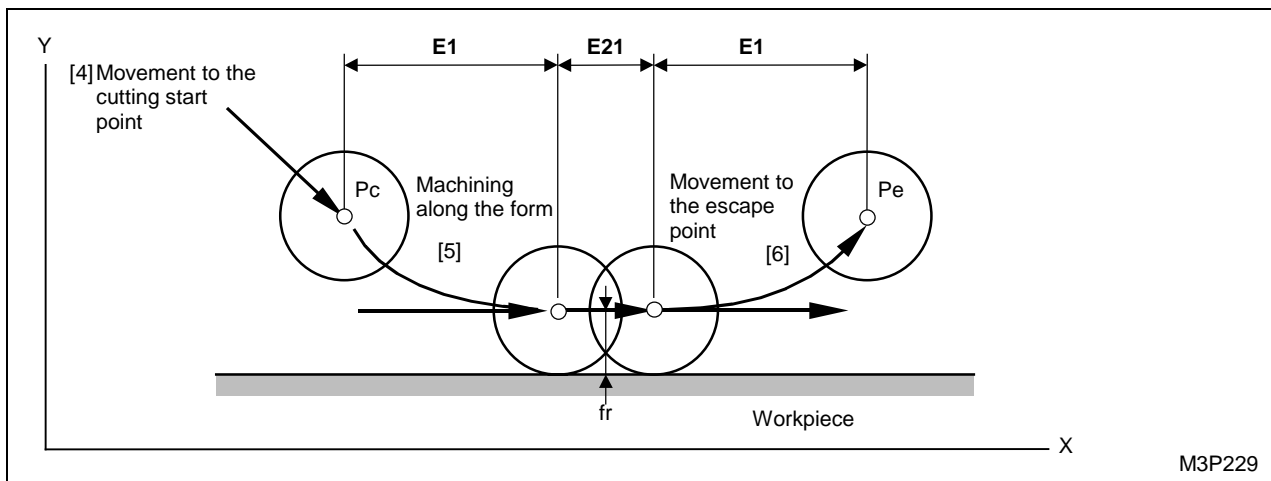 Y
E1
E21
E1
[4] Movement to the
cutting start
point
Pc
Machining
along the form
[5]
Movement to
the escape
point
[6]
Pe
fr
Workpiece
X
M3P229